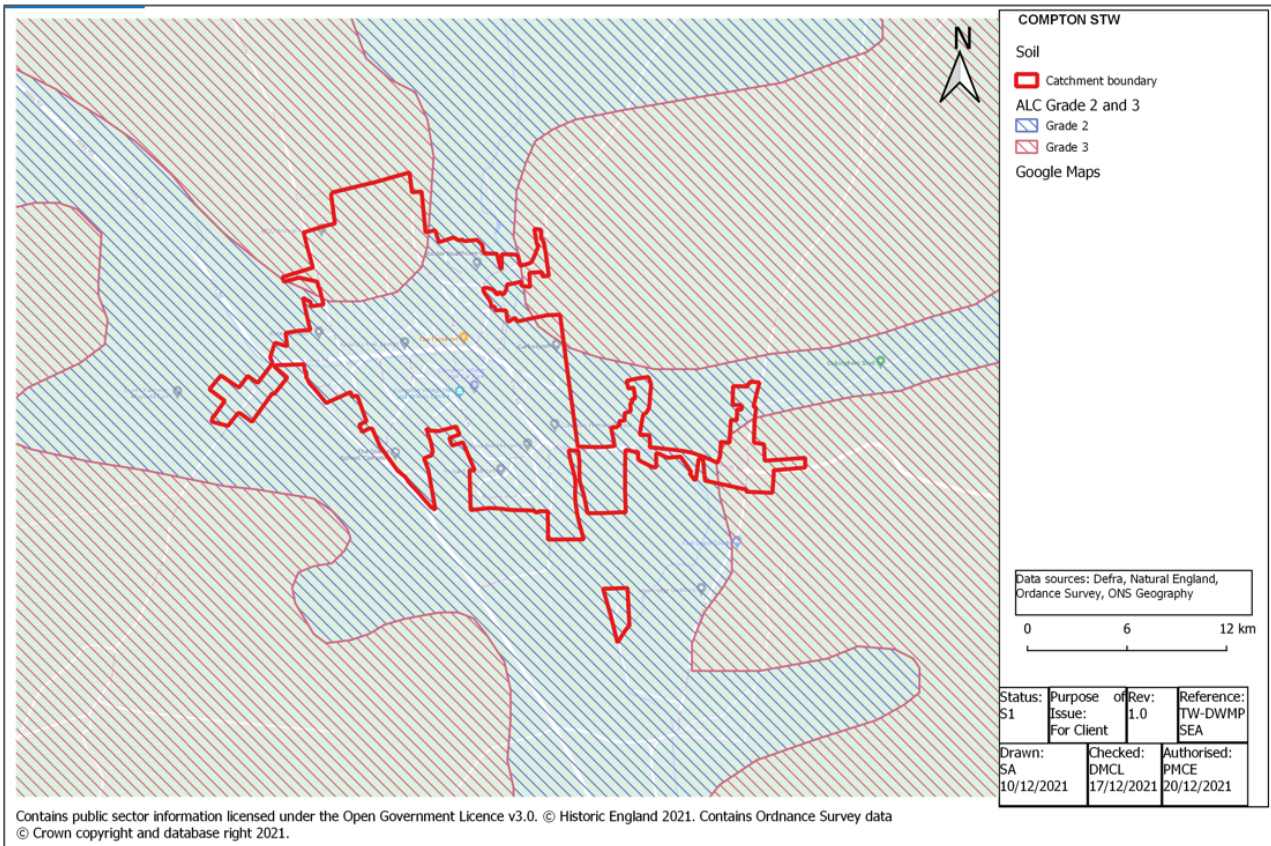 COMPTON STW
N
Soil
Catchment boundary
ALC Grade 2 and 3
Grade 2
Grade 3
Google Maps
Data sources: Defra, Natural England,
Ordance Survey, ONS Geography
0 6 12 km
Status:
S1
Purpose of
Issue:
For Client
Rev:
1.0
Reference:
TW-DWMP
SEA
Drawn:
SA
10/12/2021
Checked:
DMCL
17/12/2021
Authorised:
PMCE
20/12/2021
Contains public sector information licensed under the Open Government Licence v3.0. © Historic England 2021. Contains Ordnance Survey data
© Crown copyright and database right 2021.